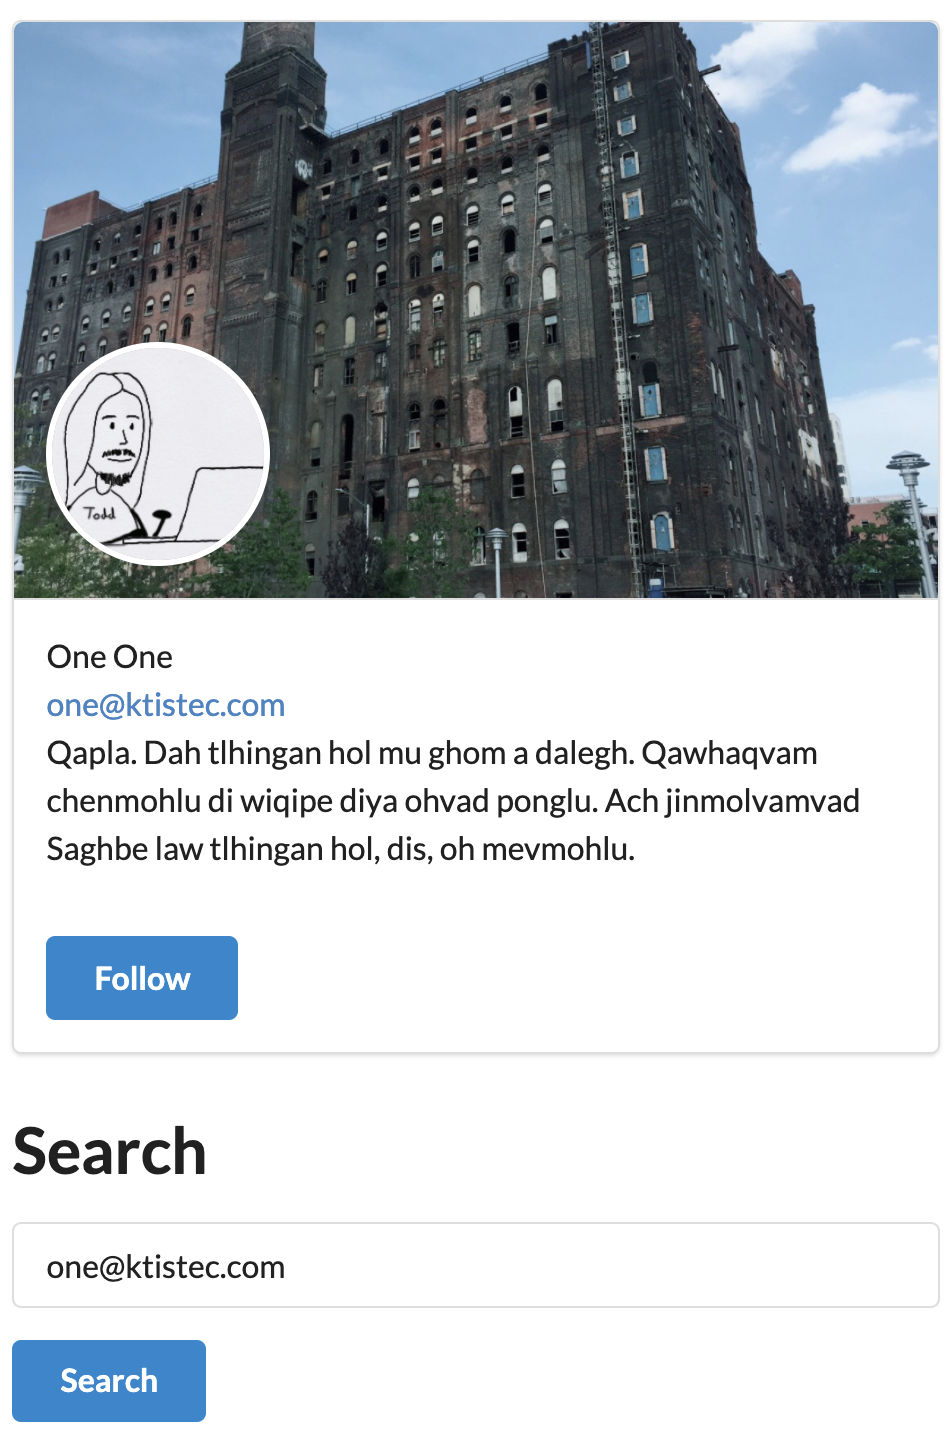 Todd
One One
one@ktistec.com
Qapla. Dah tlhingan hol mu ghom a dalegh. Qawhaqvam
chenmohlu di wiqipe diya ohvad ponglu. Ach jinmolvamvad
Saghbe law tlhingan hol, dis, oh mevmohlu.
Follow
Search
one@ktistec.com
Search